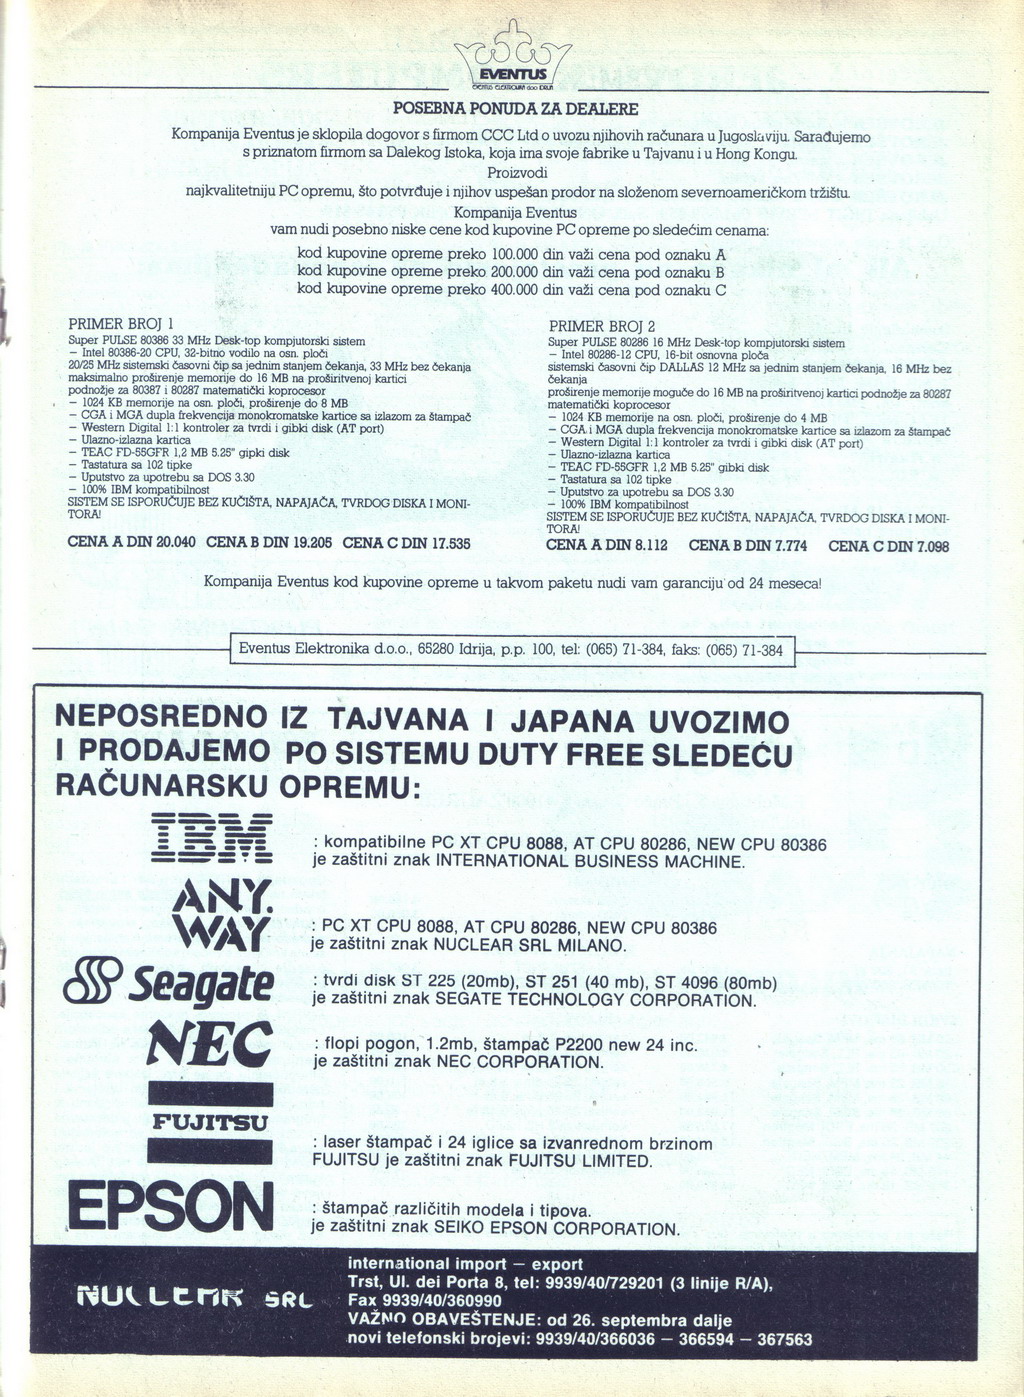 EVENTUS
POSEBNA PONUDA ZA DEALERE
Kompanija Eventus je sklopila dogovor s firmom CCC Ltd o uvozu njihovih računara u Jugoslaviju. Sarađujemo
s priznatom firmom sa Dalekog Istoka, koja ima svoje fabrike u Tajvanu i u Hong Kongu.
Proizvodi
najkvalitetniju PC opremu, što potvrđuje i njihov uspešan prodor na složenom severnoameričkom tržištu.
Kompanija Eventus
vam nudi posebno niske cene kod kupovine PC opreme po sledećim cenama:
kod kupovine opreme preko 100.000 din važi cena pod oznaku A
kod kupovine opreme preko 200.000 din važi cena pod oznaku B
kod kupovine opreme preko 400.000 din važi cena pod oznaku C
PRIMER BROJ 1
Super PULSE 80386 33 MHz Desk-top kompjutorski sistem
– Intel 80386-20 CPU, 32-bitno vodilo na osn. ploči
20/25 MHz sistemski časovni čip sa jednim stanjem čekanja, 33 MHz bez čekanja
maksimalno proširenje memorije do 16 MB na proširitvenoj kartici
podnožje za 80387 i 80287 matematički koprocesor
– 1024 KB memorije na osn. ploči, proširenje do 8 MB
– CGA i MGA dupla frekvencija monokromatske kartice sa izlazom za štampač
– Western Digital 1:1 kontroler za tvrdi i gibki disk (AT port)
– Ulazno-izlazna kartica
– TEAC FD-55GFR 1,2 MB 5.25" gipki disk
– Tastatura sa 102 tipke
– Uputstvo za upotrebu sa DOS 3.30
– 100% IBM kompatibilnost
SISTEM SE ISPORUČUJE BEZ KUČIŠTA, NAPAJAČA, TVRDOG DISKA I MONI-
TORA!
CENA A DIN 20.040 CENA B DIN 19.205 CENA C DIN 17.535
PRIMER BROJ 2
Super PULSE 80286 16 MHz Desk-top kompjutorski sistem
– Intel 80286-12 CPU, 16-bit osnovna ploča
sistemski časovni čip DALLAS 12 MHz sa jednim stanjem čekanja, 16 MHz bez
čekanja
proširenje memorije moguće do 16 MB na proširitvenoj kartici podnožje za 80287
matematički koprocesor
– 1024 KB memorije na osn. ploči, proširenje do 4 MB
– CGA i MGA dupla frekvencija monokromatske kartice sa izlazom za štampač
– Western Digital 1:1 kontroler za tvrdi i gibki disk (AT port)
– Ulazno-izlazna kartica
– TEAC FD-55GFR 1,2 MB 5.25" gibki disk
– Tastatura sa 102 tipke
– Uputstvo za upotrebu sa DOS 3.30
– 100% IBM kompatibilnost
SISTEM SE ISPORUČUJE BEZ KUČIŠTA, NAPAJAČA, TVRDOG DISKA I MONI-
TORA!
CENA A DIN 8.112 CENA B DIN 7.774 CENA C DIN 7.098
Kompanija Eventus kod kupovine opreme u takvom paketu nudi vam garanciju od 24 meseca!
Eventus Elektronika d.o.o., 65280 Idrija, p.p. 100, tel: (065) 71-384, faks: (065) 71-384
NEPOSREDNO IZ TAJVANA I JAPANA UVOZIMO
I PRODAJEMO PO SISTEMU DUTY FREE SLEDEĆU
RAČUNARSKU OPREMU:
IBM
: kompatibilne PC XT CPU 8088, AT CPU 80286, NEW CPU 80386
je zaštitni znak INTERNATIONAL BUSINESS MACHINE.
ANY.
WAY
: PC XT CPU 8088, AT CPU 80286, NEW CPU 80386
je zaštitni znak NUCLEAR SRL MILANO.
Seagate
: tvrdi disk ST 225 (20mb), ST 251 (40 mb), ST 4096 (80mb)
je zaštitni znak SEGATE TECHNOLOGY CORPORATION.
NEC
: flopi pogon, 1.2mb, štampač P2200 new 24 inc.
je zaštitni znak NEC CORPORATION.
FUJITSU
: laser štampač i 24 iglice sa izvanrednom brzinom
FUJITSU je zaštitni znak FUJITSU LIMITED.
EPSON
: štampač različitih modela i tipova.
je zaštitni znak SEIKO EPSON CORPORATION.
NUCLEAR SRL
international import – export
Trst, Ul. dei Porta 8, tel: 9939/40/729201 (3 linije R/A),
Fax 9939/40/360990
VAŽNO OBAVEŠTENJE: od 26. septembra dalje
novi telefonski brojevi: 9939/40/366036 – 366594 – 367563